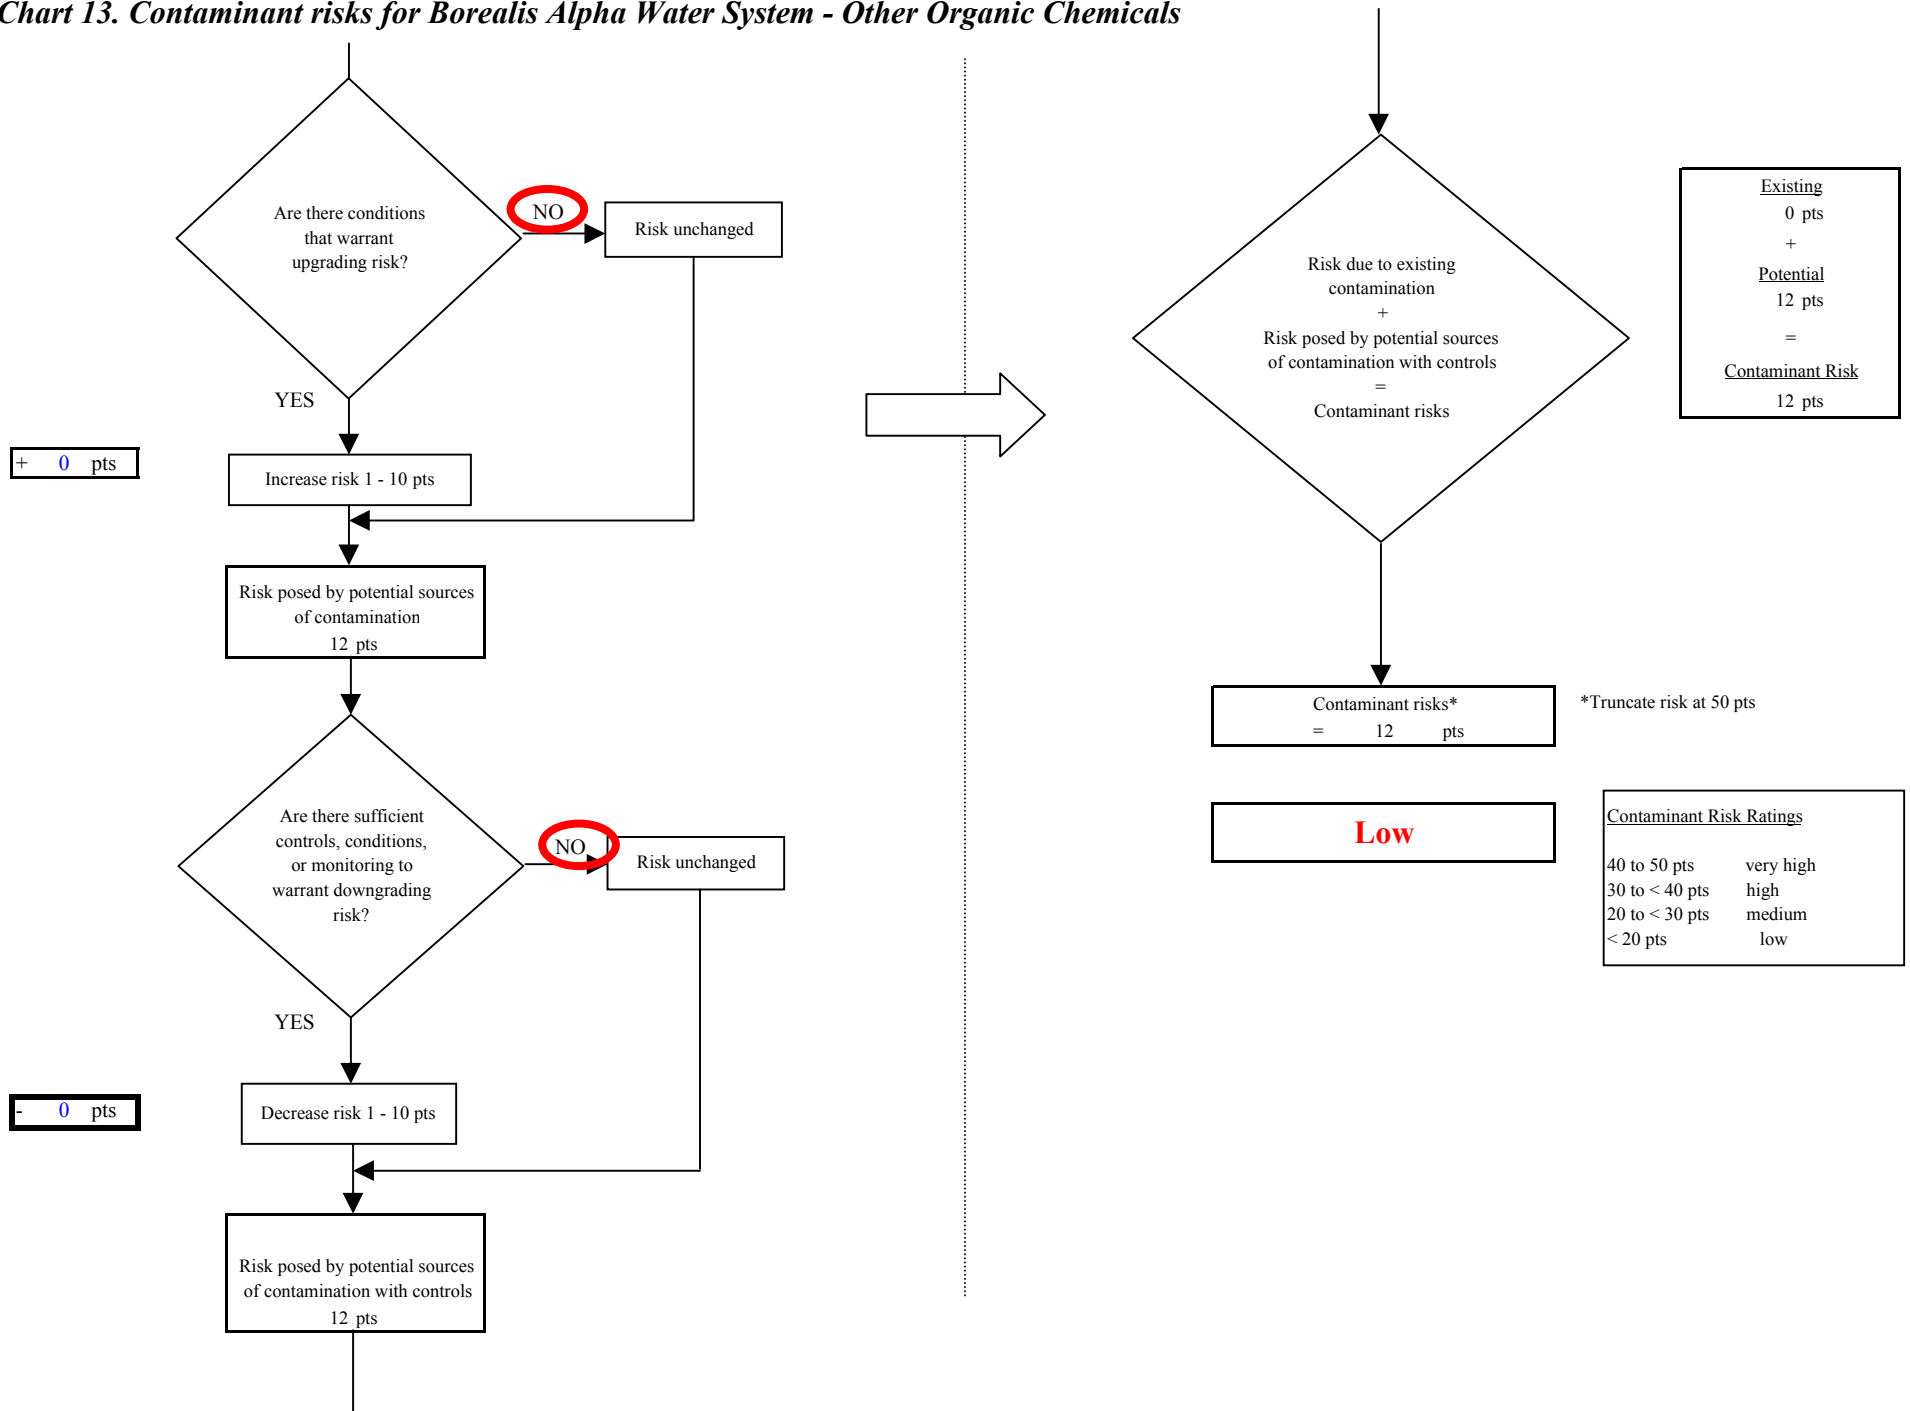 Chart 13. Contaminant risks for Borealis Alpha Water System - Other Organic Chemicals
Are there conditions
that warrant
upgrading risk?
NO
Risk unchanged
YES
+ 0 pts
Increase risk 1 - 10 pts
Risk posed by potential sources
of contamination
12 pts
Are there sufficient
controls, conditions,
or monitoring to
warrant downgrading
risk?
NO
Risk unchanged
YES
- 0 pts
Decrease risk 1 - 10 pts
Risk posed by potential sources
of contamination with controls
12 pts
Risk due to existing
contamination
+
Risk posed by potential sources
of contamination with controls
=
Contaminant risks
Existing
0 pts
+
Potential
12 pts
=
Contaminant Risk
12 pts
Contaminant risks*
= 12 pts
*Truncate risk at 50 pts
Low
Contaminant Risk Ratings
40 to 50 pts very high
30 to < 40 pts high
20 to < 30 pts medium
< 20 pts low